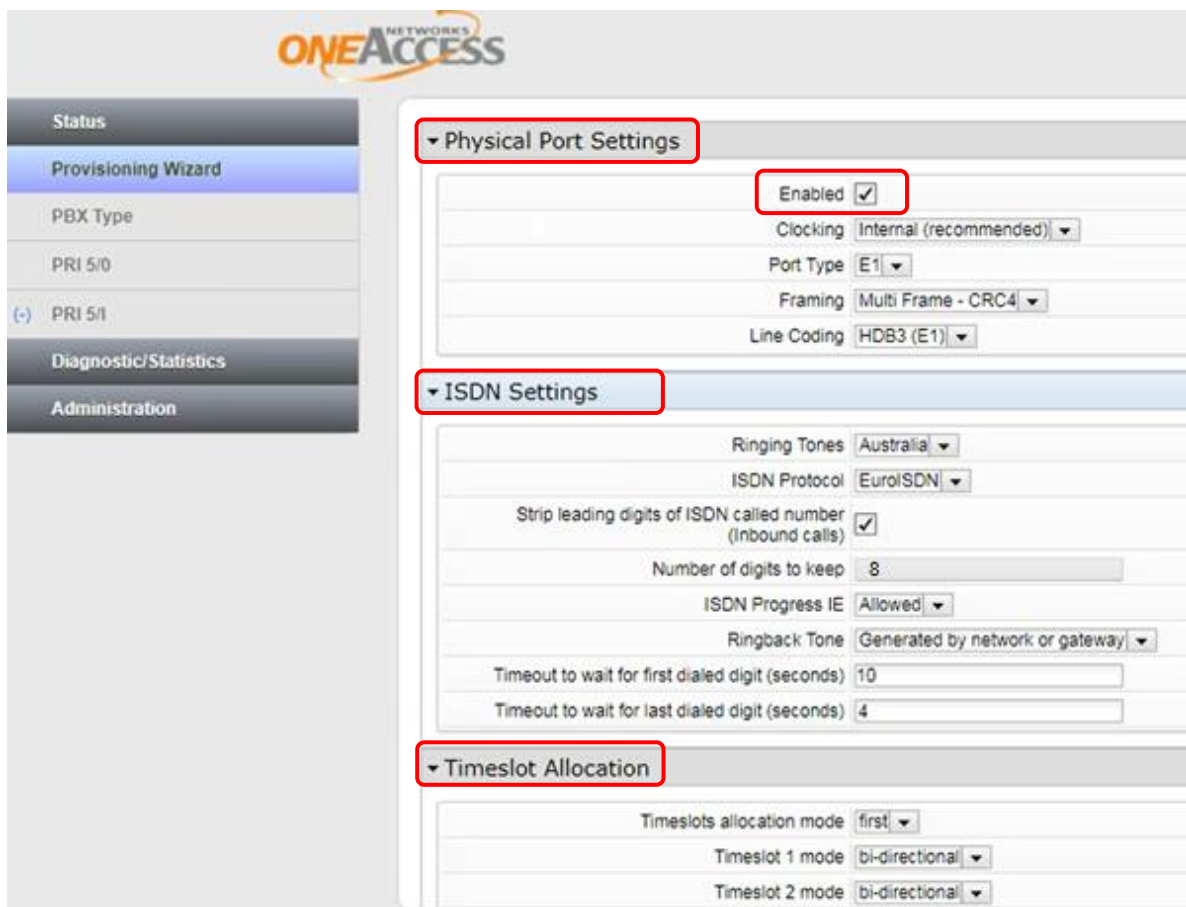 NETWORKS
ONEACCESS
Status
Provisioning Wizard
PBX Type
PRI 5/0
(-) PRI 5/I
Diagnostic/Statistics
Administration
Physical Port Settings
Enabled
Clocking Internal (recommended)
Port Type E1
Framing Multi Frame - CRC4
Line Coding HDB3 (E1)
ISDN Settings
Ringing Tones Australia
ISDN Protocol EuroISDN
Strip leading digits of ISDN called number
(Inbound calls)
Number of digits to keep 8
ISDN Progress IE Allowed
Ringback Tone Generated by network or gateway
Timeout to wait for first dialed digit (seconds) 10
Timeout to wait for last dialed digit (seconds) 4
Timeslot Allocation
Timeslots allocation mode first
Timeslot 1 mode bi-directional
Timeslot 2 mode bi-directional